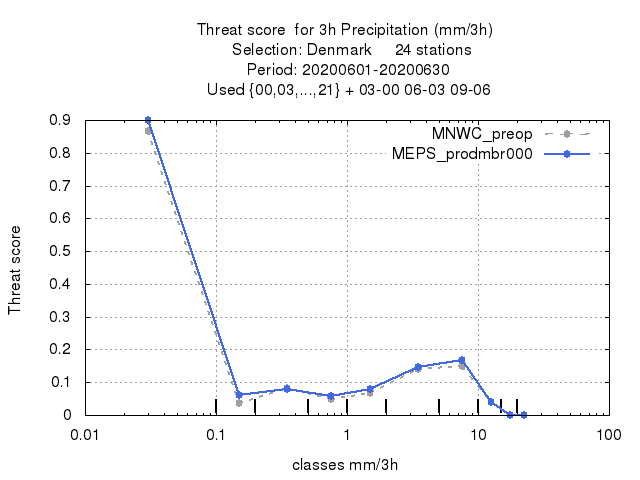 Threat score  for 3h Precipitation (mm/3h)
Selection: Denmark     24 stations
Period: 20200601-20200630
Used {00,03,...,21} + 03-00 06-03 09-06
MNWC_preop
MEPS_prodmbr000
Threat score
0.9
0.8
0.7
0.6
0.5
0.4
0.3
0.2
0.1
0
0.01 0.1 1 10 100
classes mm/3h